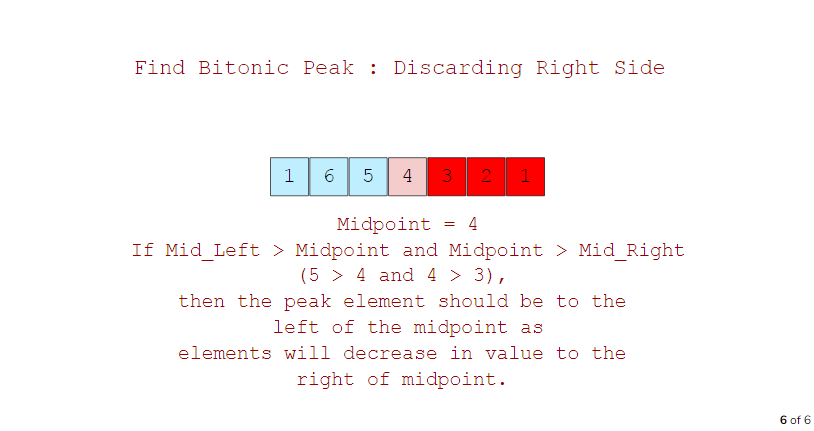 Find Bitonic Peak : Discarding Right Side
1 6 5 4 3 2 1
Midpoint = 4
If Mid_Left > Midpoint and Midpoint > Mid_Right
(5 > 4 and 4 > 3),
then the peak element should be to the
left of the midpoint as
elements will decrease in value to the
right of midpoint.
6 of 6